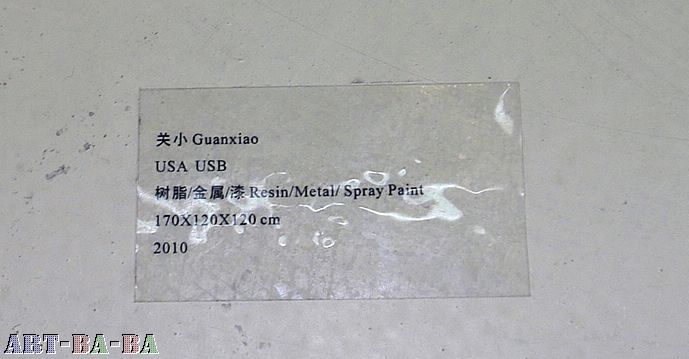 关小 Guanxiao
USA USB
树脂/金属/漆 Resin/Metal/ Spray Paint
170X120X120 cm
2010
ART-BA-BA